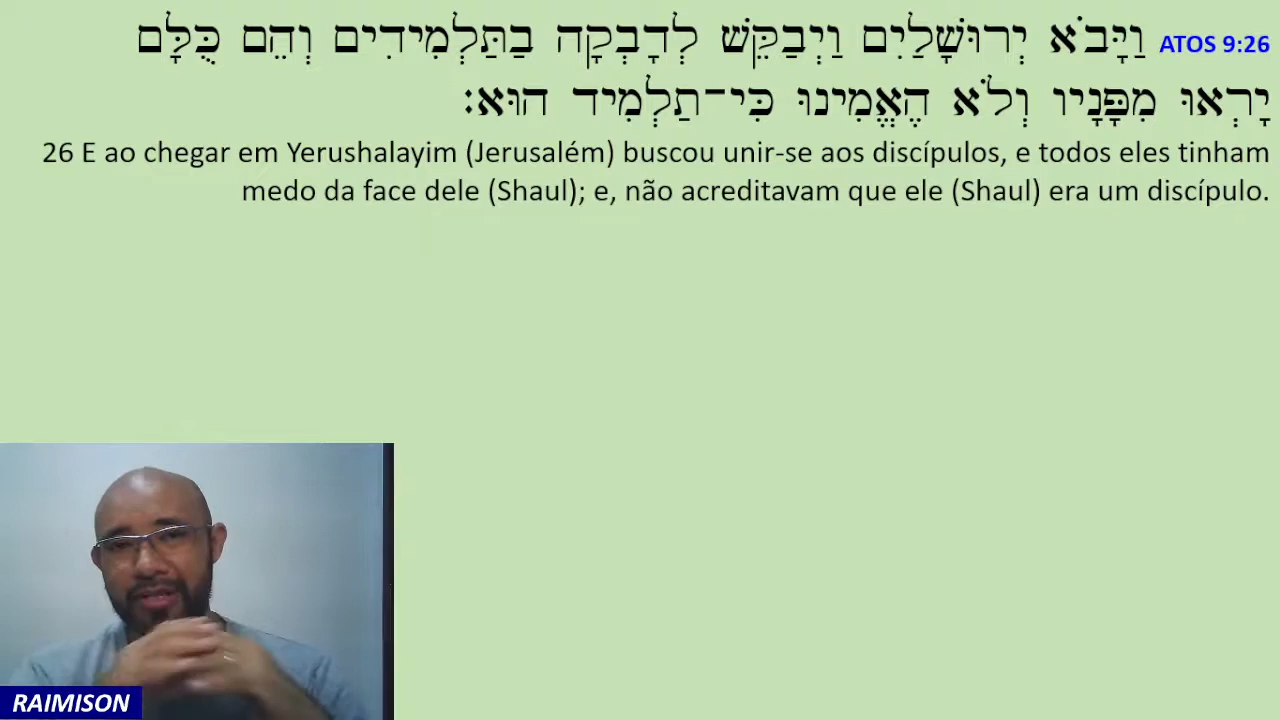 ATOS 9:26 וַיָּבֹא יְרוּשָׁלַיִם וַיְבַקֵּשׁ לְדָבְקָה בַּתַּלְמִידִים וְהֵם כֻּלָּם
יָרְאוּ מִפָּנָיו וְלֹא הֶאֱמִינוּ כִּי־תַלְמִיד הוּא׃
26 E ao chegar em Yerushalayim (Jerusalém) buscou unir-se aos discípulos, e todos eles tinham
medo da face dele (Shaul); e, não acreditavam que ele (Shaul) era um discípulo.
RAIMISON